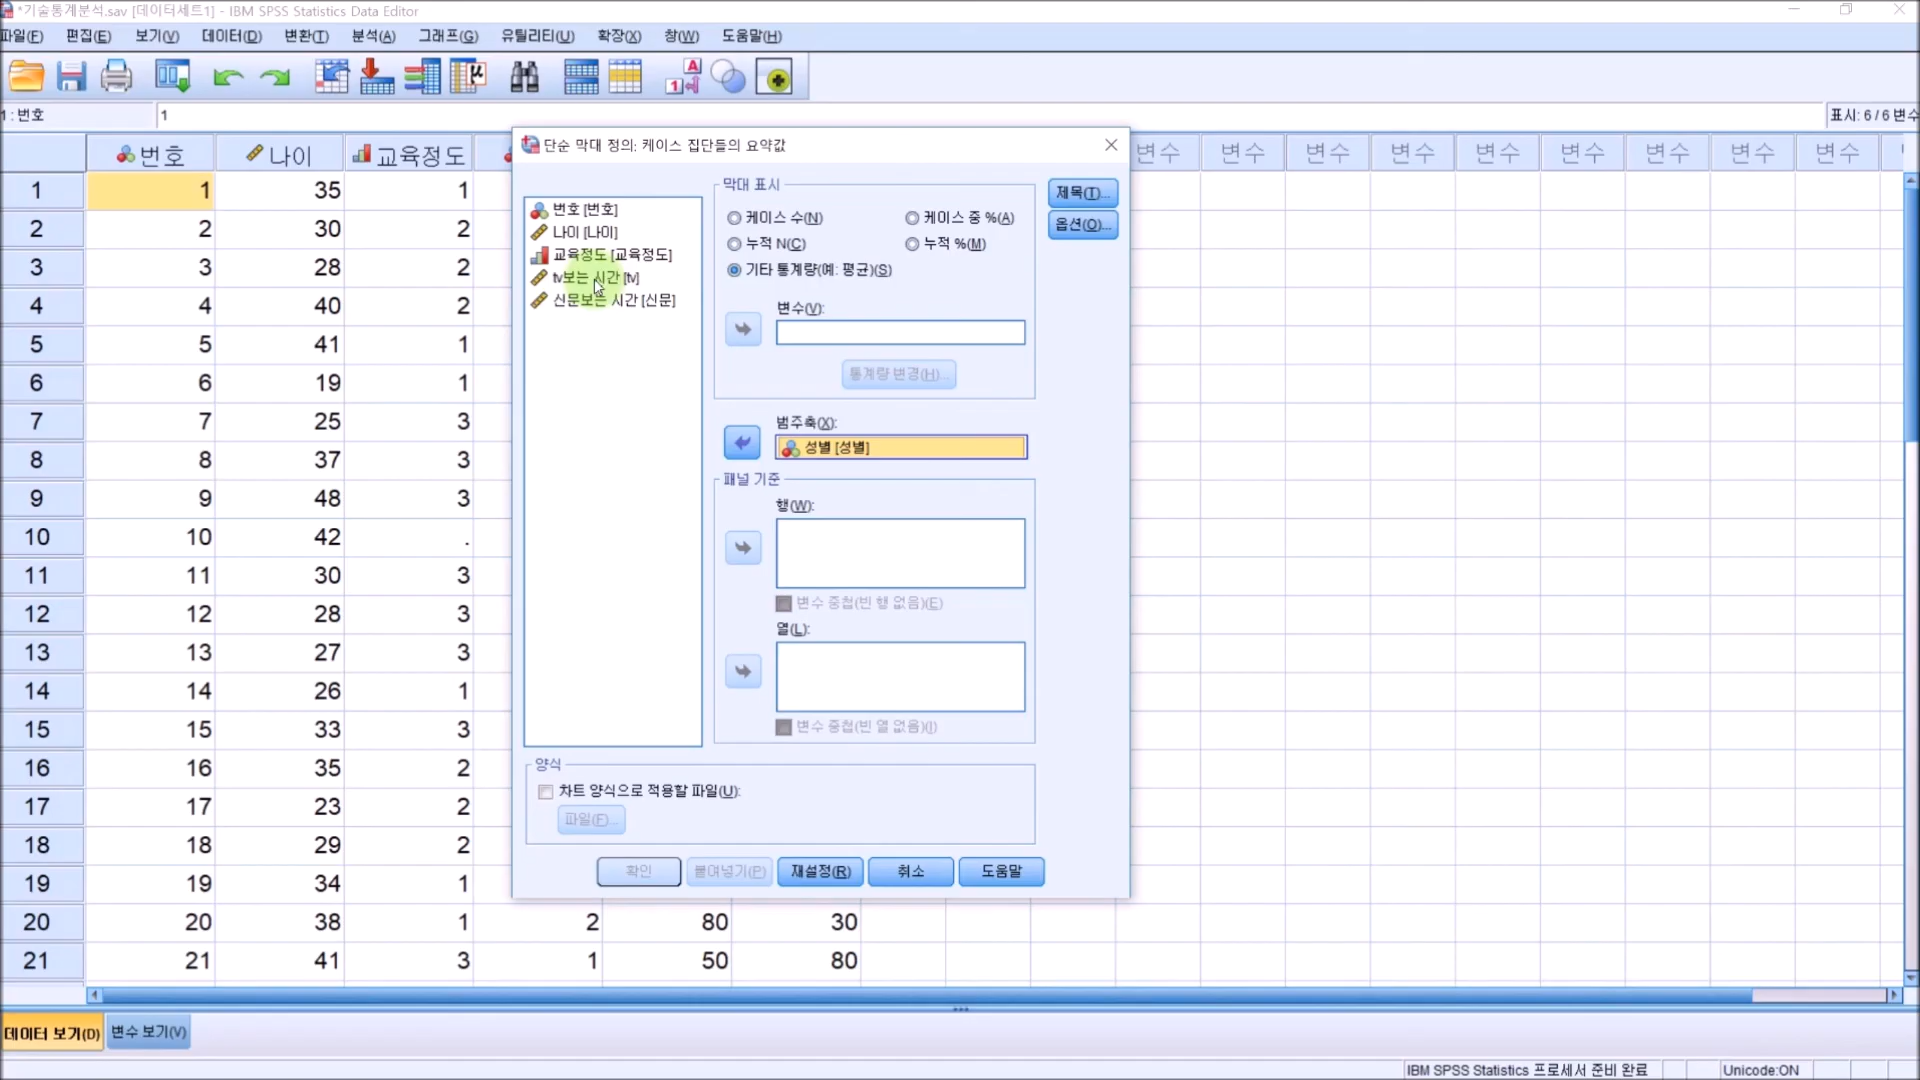 *기술통계분석.sav [데이터세트1] - IBM SPSS Statistics Data Editor
파일(F) 편집(E) 보기(V) 데이터(D) 변환(T) 분석(A) 그래프(G) 유틸리티(U) 확장(X) 창(W) 도움말(H)
1 : 번호 1 표시: 6 / 6 변수
번호 나이 교육정도 변수 변수 변수 변수 변수 변수 변수 변수 변수
1 1 35 1
2 2 30 2
3 3 28 2
4 4 40 2
5 5 41 1
6 6 19 1
7 7 25 3
8 8 37 3
9 9 48 3
10 10 42 .
11 11 30 3
12 12 28 3
13 13 27 3
14 14 26 1
15 15 33 3
16 16 35 2
17 17 23 2
18 18 29 2
19 19 34 1
20 20 38 1 2 80 30
21 21 41 3 1 50 80
단순 막대 정의: 케이스 집단들의 요약값
번호 [번호]
나이 [나이]
교육정도 [교육정도]
tv보는 시간 [tv]
신문보는 시간 [신문]
막대 표시
케이스 수(N) 케이스 중 %(A)
누적 N(C) 누적 %(M)
기타 통계량(예: 평균)(S)
변수(V):
통계량 변경(H)...
범주축(X):
성별 [성별]
패널 기준
행(W):
변수 중첩(빈 행 없음)(E)
열(L):
변수 중첩(빈 열 없음)(I)
제목(T)...
옵션(O)...
양식
차트 양식으로 적용할 파일(U):
파일(F)...
확인 붙여넣기(P) 재설정(R) 취소 도움말
데이터 보기(D) 변수 보기(V)
IBM SPSS Statistics 프로세서 준비 완료 Unicode:ON